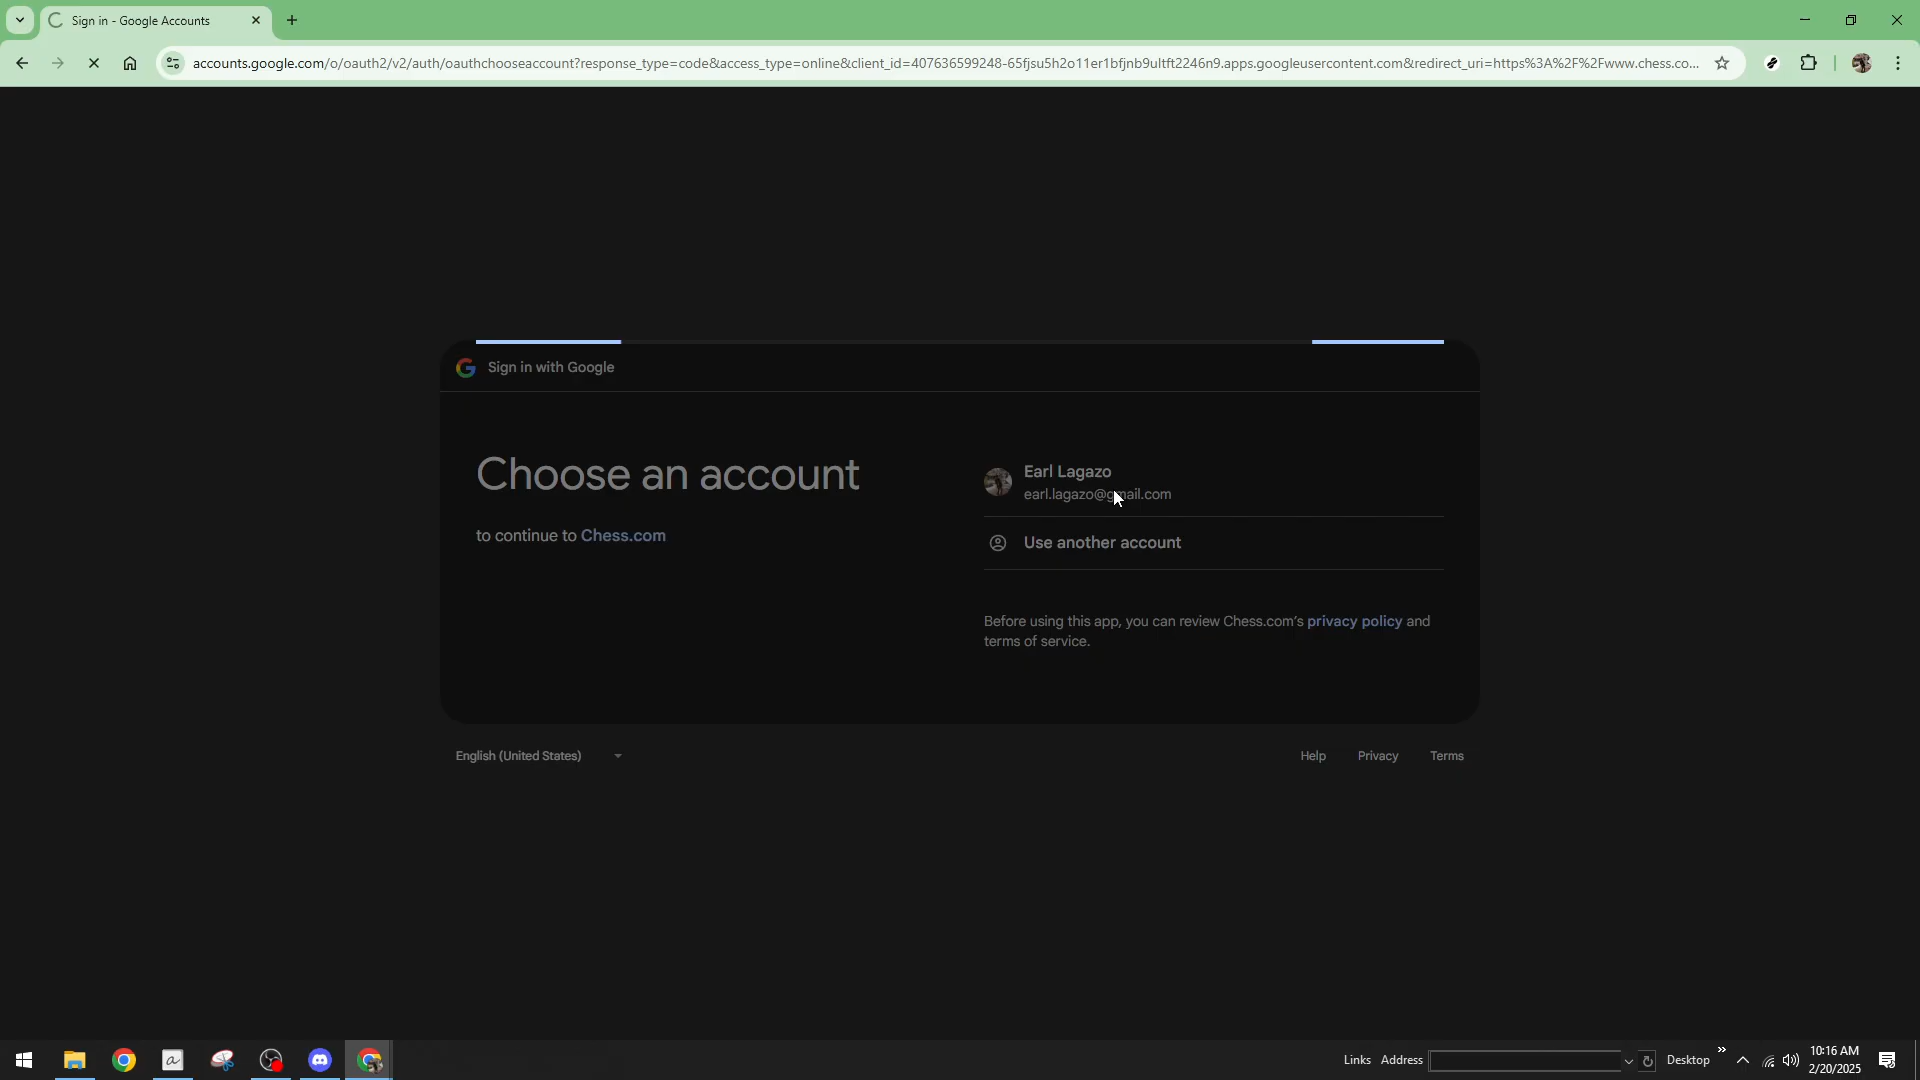 Sign in - Google Accounts
accounts.google.com/o/oauth2/v2/auth/oauthchooseaccount?response_type=code&access_type=online&client_id=407636599248-65fjsu5h2o11er1bfjnb9ultft2246n9.apps.googleusercontent.com&redirect_uri=https%3A%2F%2Fwww.chess.co...
Sign in with Google
Choose an account
to continue to Chess.com
Earl Lagazo
earl.lagazo@gmail.com
Use another account
Before using this app, you can review Chess.com's privacy policy and
terms of service.
English (United States)
Help Privacy Terms
Links Address Desktop
10:16 AM
2/20/2025